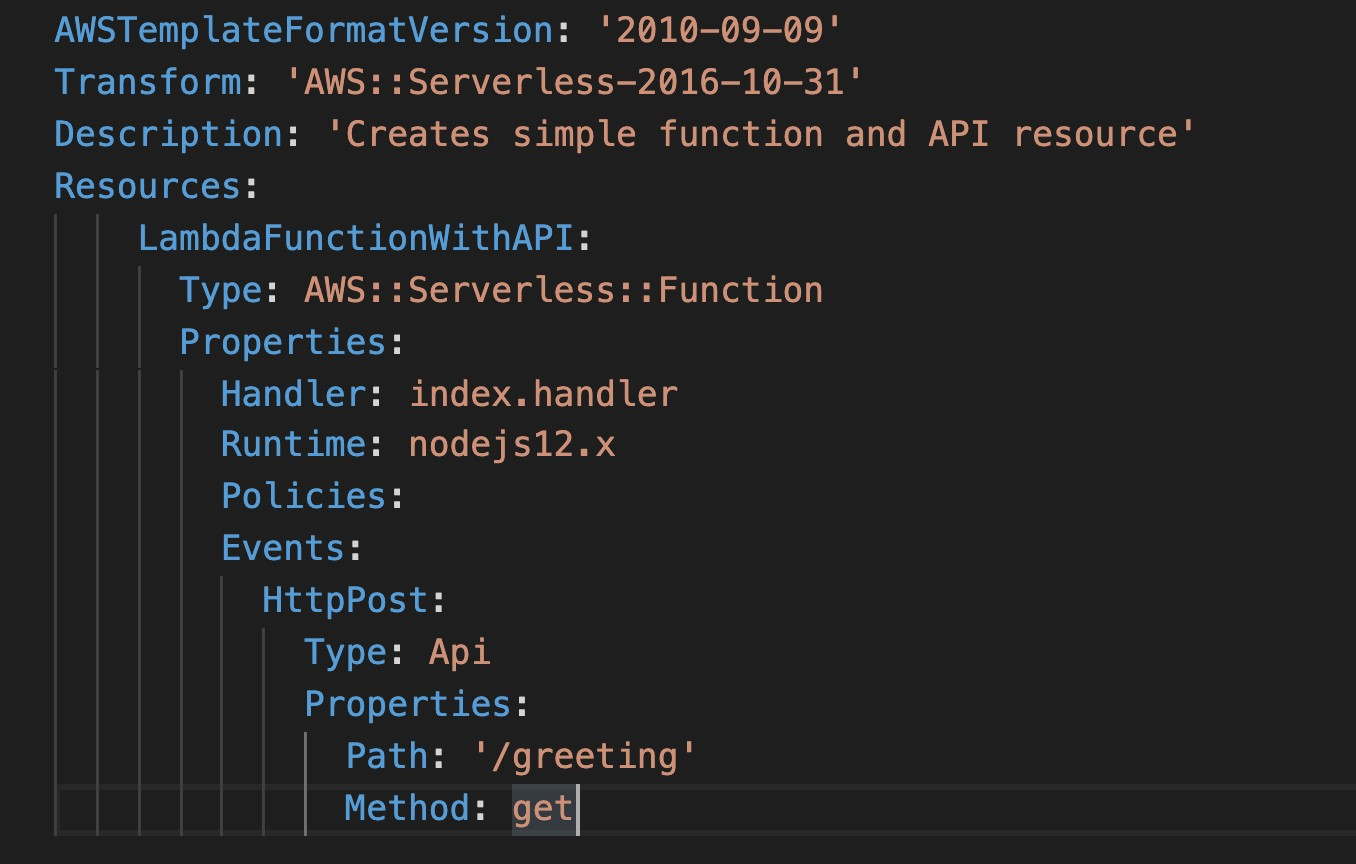 AWSTemplateFormatVersion: '2010-09-09'
Transform: 'AWS::Serverless-2016-10-31'
Description: 'Creates simple function and API resource'
Resources:
    LambdaFunctionWithAPI:
      Type: AWS::Serverless::Function
      Properties:
        Handler: index.handler
        Runtime: nodejs12.x
        Policies:
        Events:
          HttpPost:
            Type: Api
            Properties:
              Path: '/greeting'
              Method: get